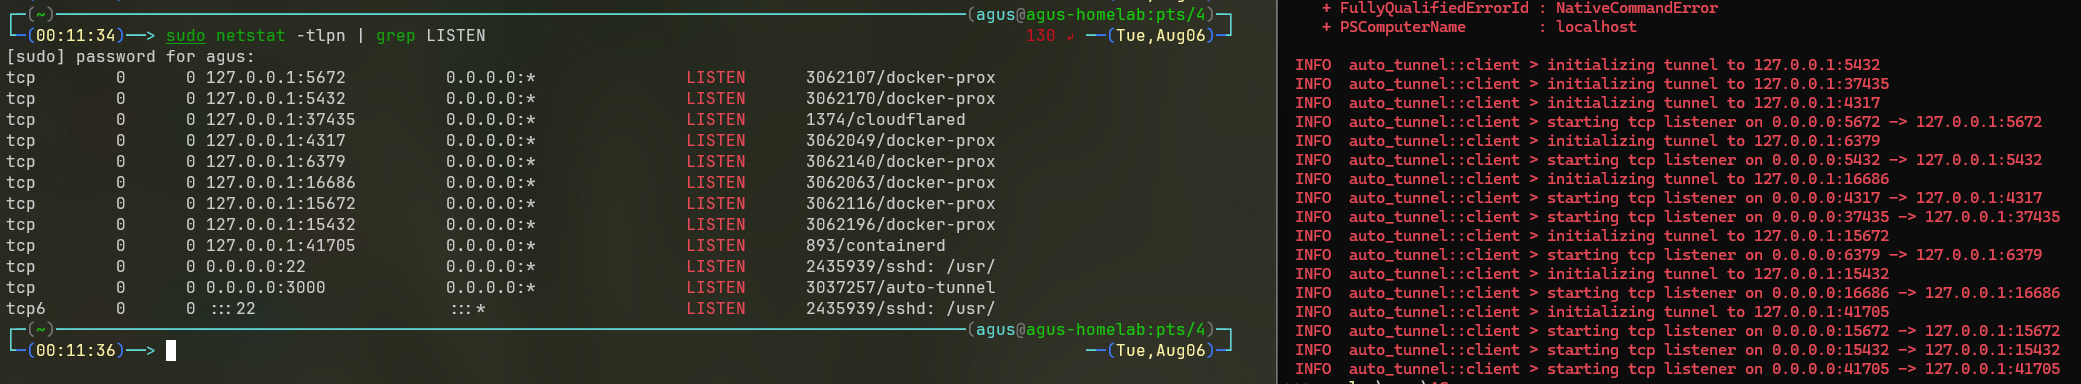 (~) (agus@agus-homelab:pts/4)
(00:11:34)──> sudo netstat -tlpn | grep LISTEN 130 ↵ ──(Tue,Aug06)
[sudo] password for agus:
tcp 0 0 127.0.0.1:5672 0.0.0.0:* LISTEN 3062107/docker-prox
tcp 0 0 127.0.0.1:5432 0.0.0.0:* LISTEN 3062170/docker-prox
tcp 0 0 127.0.0.1:37435 0.0.0.0:* LISTEN 1374/cloudflared
tcp 0 0 127.0.0.1:4317 0.0.0.0:* LISTEN 3062049/docker-prox
tcp 0 0 127.0.0.1:6379 0.0.0.0:* LISTEN 3062140/docker-prox
tcp 0 0 127.0.0.1:16686 0.0.0.0:* LISTEN 3062063/docker-prox
tcp 0 0 127.0.0.1:15672 0.0.0.0:* LISTEN 3062116/docker-prox
tcp 0 0 127.0.0.1:15432 0.0.0.0:* LISTEN 3062196/docker-prox
tcp 0 0 127.0.0.1:41705 0.0.0.0:* LISTEN 893/containerd
tcp 0 0 0.0.0.0:22 0.0.0.0:* LISTEN 2435939/sshd: /usr/
tcp 0 0 0.0.0.0:3000 0.0.0.0:* LISTEN 3037257/auto-tunnel
tcp6 0 0 :::22 :::* LISTEN 2435939/sshd: /usr/
(~) (agus@agus-homelab:pts/4)
(00:11:36)──> ──(Tue,Aug06)
+ FullyQualifiedErrorId : NativeCommandError
+ PSComputerName : localhost
INFO auto_tunnel::client > initializing tunnel to 127.0.0.1:5432
INFO auto_tunnel::client > initializing tunnel to 127.0.0.1:37435
INFO auto_tunnel::client > initializing tunnel to 127.0.0.1:4317
INFO auto_tunnel::client > starting tcp listener on 0.0.0.0:5672 -> 127.0.0.1:5672
INFO auto_tunnel::client > initializing tunnel to 127.0.0.1:6379
INFO auto_tunnel::client > starting tcp listener on 0.0.0.0:5432 -> 127.0.0.1:5432
INFO auto_tunnel::client > initializing tunnel to 127.0.0.1:16686
INFO auto_tunnel::client > starting tcp listener on 0.0.0.0:4317 -> 127.0.0.1:4317
INFO auto_tunnel::client > starting tcp listener on 0.0.0.0:37435 -> 127.0.0.1:37435
INFO auto_tunnel::client > initializing tunnel to 127.0.0.1:15672
INFO auto_tunnel::client > starting tcp listener on 0.0.0.0:6379 -> 127.0.0.1:6379
INFO auto_tunnel::client > initializing tunnel to 127.0.0.1:15432
INFO auto_tunnel::client > starting tcp listener on 0.0.0.0:16686 -> 127.0.0.1:16686
INFO auto_tunnel::client > initializing tunnel to 127.0.0.1:41705
INFO auto_tunnel::client > starting tcp listener on 0.0.0.0:15672 -> 127.0.0.1:15672
INFO auto_tunnel::client > starting tcp listener on 0.0.0.0:15432 -> 127.0.0.1:15432
INFO auto_tunnel::client > starting tcp listener on 0.0.0.0:41705 -> 127.0.0.1:41705